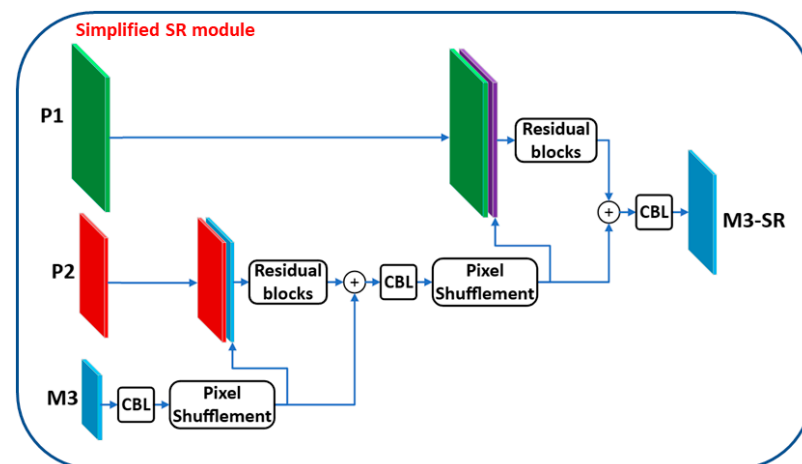 Simplified SR module
P1
Residual
blocks
+
CBL
M3-SR
P2
Residual
blocks
+
CBL
Pixel
Shufflement
M3
CBL
Pixel
Shufflement